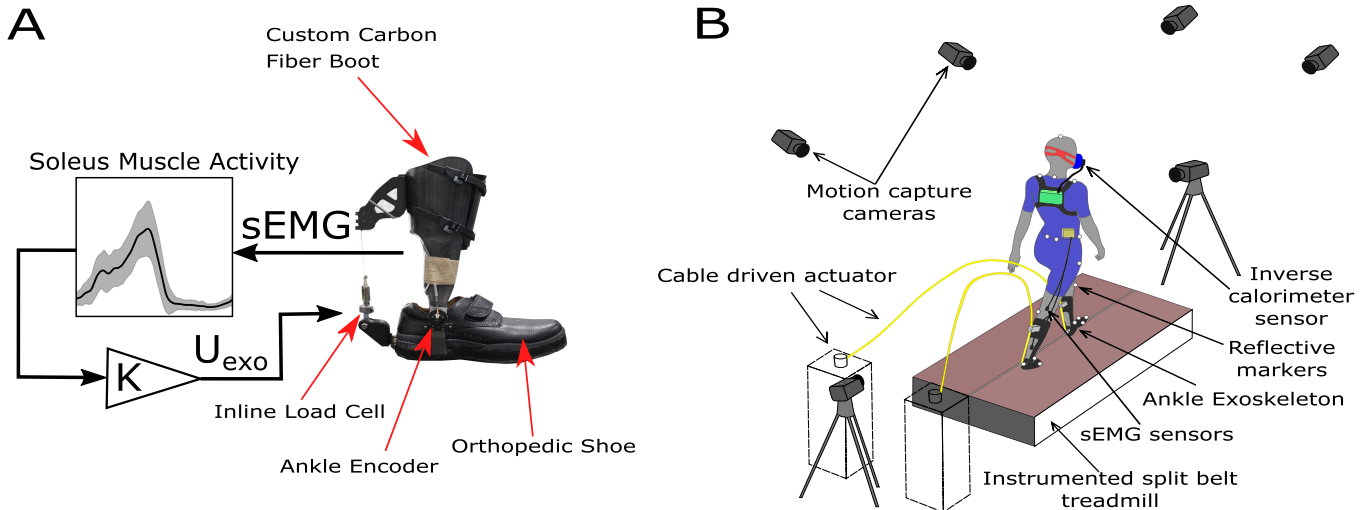 A
Custom Carbon
Fiber Boot
Soleus Muscle Activity
sEMG
U exo
K
Inline Load Cell
Ankle Encoder
Orthopedic Shoe
B
Motion capture
cameras
Cable driven actuator
Inverse
calorimeter
sensor
Reflective
markers
Ankle Exoskeleton
sEMG sensors
Instrumented split belt
treadmill